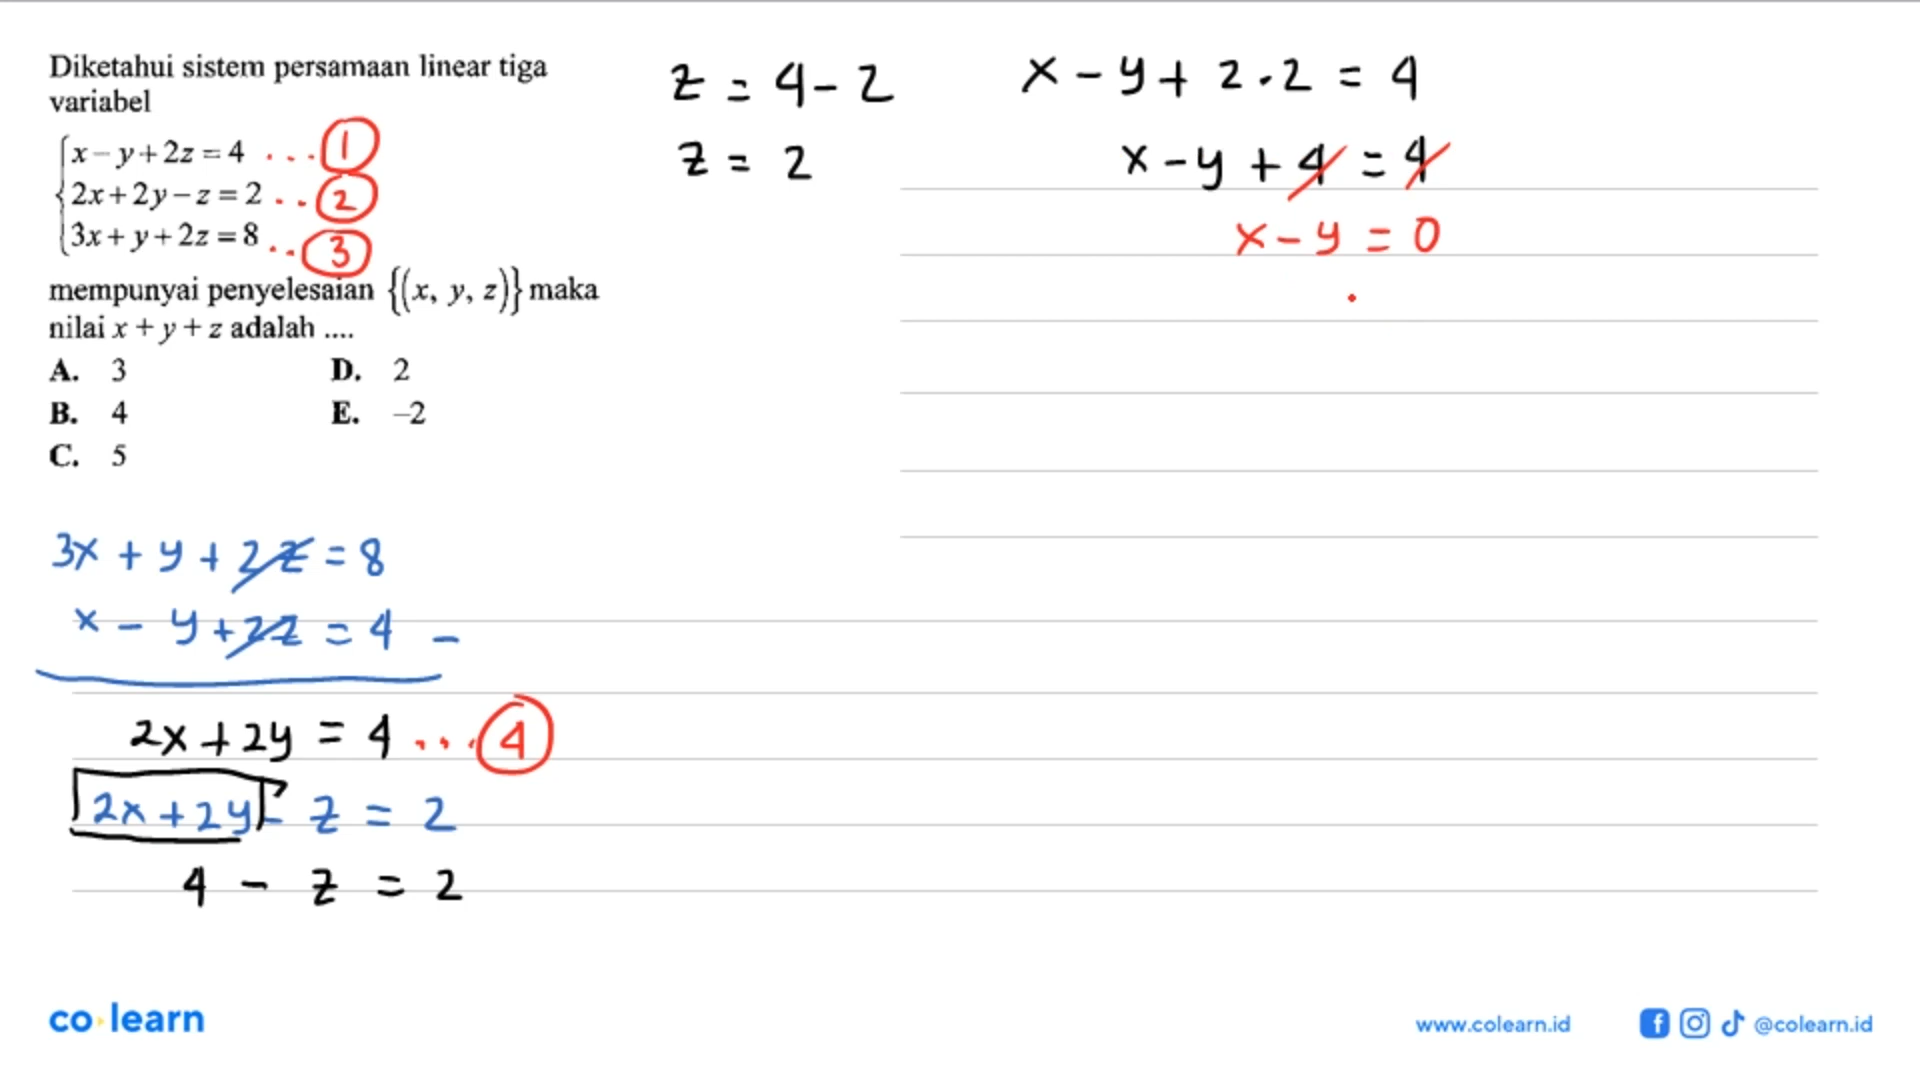 Diketahui sistem persamaan linear tiga
variabel
x - y + 2z = 4 ... 1
2x + 2y - z = 2 .. 2
3x + y + 2z = 8 .. 3
mempunyai penyelesaian {(x, y, z)} maka
nilai x + y + z adalah ....
A. 3
B. 4
C. 5
D. 2
E. -2
3x + y + 2z = 8
x - y + 2z = 4 -
2x + 2y = 4 ... 4
2x + 2y - z = 2
4 - z = 2
z = 4 - 2
z = 2
x - y + 2 . 2 = 4
x - y + 4 = 4
x - y = 0
co learn
www.colearn.id
@colearn.id